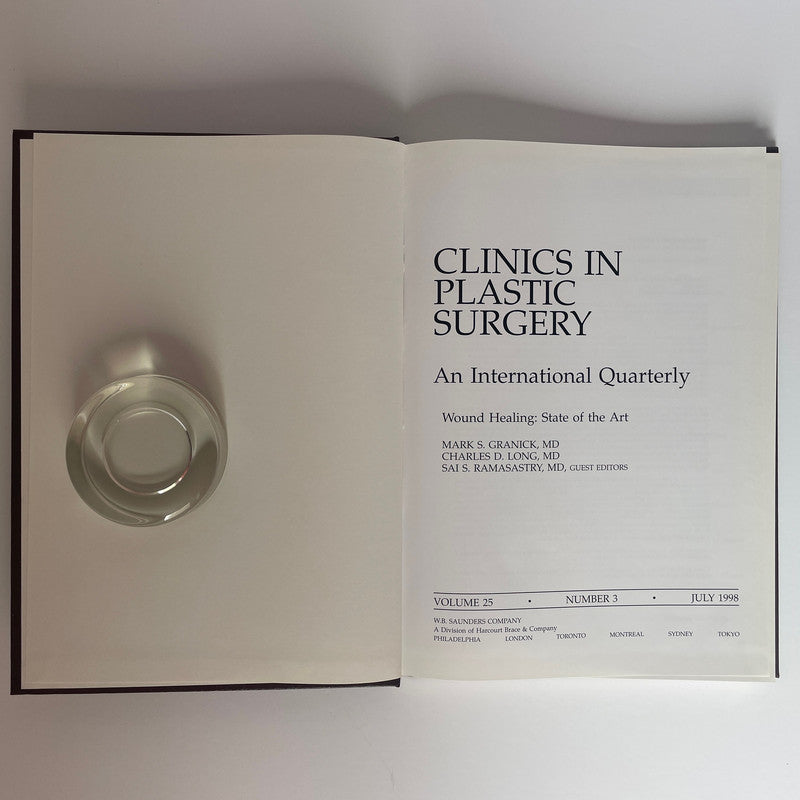 CLINICS IN
PLASTIC
SURGERY
An International Quarterly
Wound Healing: State of the Art
MARK S. GRANICK, MD
CHARLES D. LONG, MD
SAI S. RAMASASTRY, MD, GUEST EDITORS
VOLUME 25 • NUMBER 3 • JULY 1998
W.B. SAUNDERS COMPANY
A Division of Harcourt Brace & Company
PHILADELPHIA LONDON TORONTO MONTREAL SYDNEY TOKYO